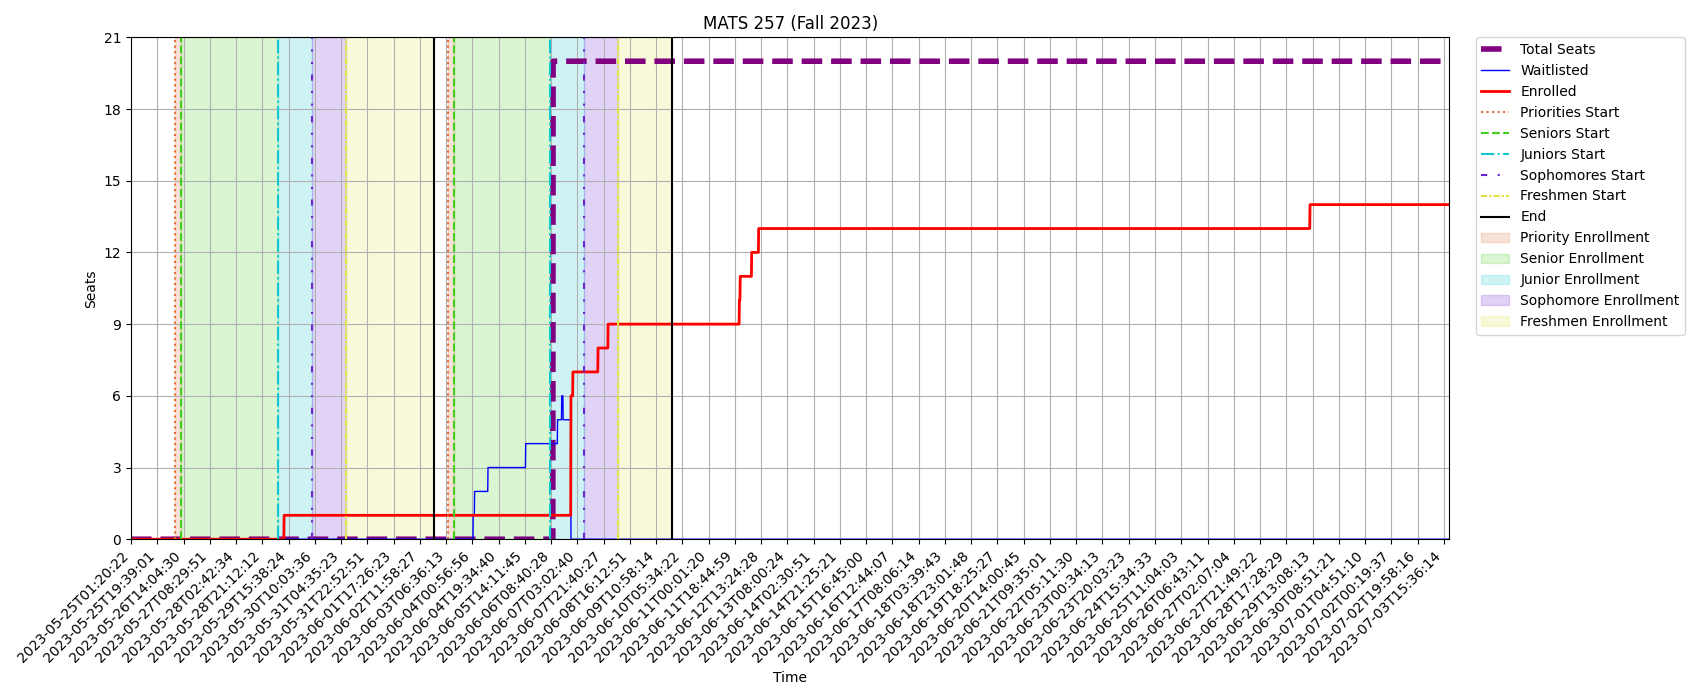 MATS 257 (Fall 2023)
21
18
15
12
9
6
3
0
Seats
2023-05-25T01:20:22
2023-05-25T19:39:01
2023-05-26T14:04:30
2023-05-27T08:29:51
2023-05-28T02:42:34
2023-05-28T21:12:12
2023-05-29T15:38:24
2023-05-30T10:03:36
2023-05-31T04:35:23
2023-05-31T22:52:51
2023-06-01T17:26:23
2023-06-02T11:58:27
2023-06-03T06:36:13
2023-06-04T00:56:56
2023-06-04T19:34:40
2023-06-05T14:11:45
2023-06-06T08:40:28
2023-06-07T03:02:40
2023-06-07T21:40:27
2023-06-08T16:12:51
2023-06-09T10:58:14
2023-06-10T05:34:22
2023-06-11T00:01:20
2023-06-11T18:44:59
2023-06-12T13:24:28
2023-06-13T08:00:24
2023-06-14T02:30:51
2023-06-14T21:25:21
2023-06-15T16:45:00
2023-06-16T12:44:07
2023-06-17T08:06:14
2023-06-18T03:39:43
2023-06-18T23:01:48
2023-06-19T18:25:27
2023-06-20T14:00:45
2023-06-21T09:35:01
2023-06-22T05:11:30
2023-06-23T00:34:13
2023-06-23T20:03:23
2023-06-24T15:34:33
2023-06-25T11:04:03
2023-06-26T06:43:11
2023-06-27T02:07:04
2023-06-27T21:49:22
2023-06-28T17:28:29
2023-06-29T13:08:13
2023-06-30T08:51:21
2023-07-01T04:51:10
2023-07-02T00:19:37
2023-07-02T19:58:16
2023-07-03T15:36:14
Time
Total Seats
Waitlisted
Enrolled
Priorities Start
Seniors Start
Juniors Start
Sophomores Start
Freshmen Start
End
Priority Enrollment
Senior Enrollment
Junior Enrollment
Sophomore Enrollment
Freshmen Enrollment